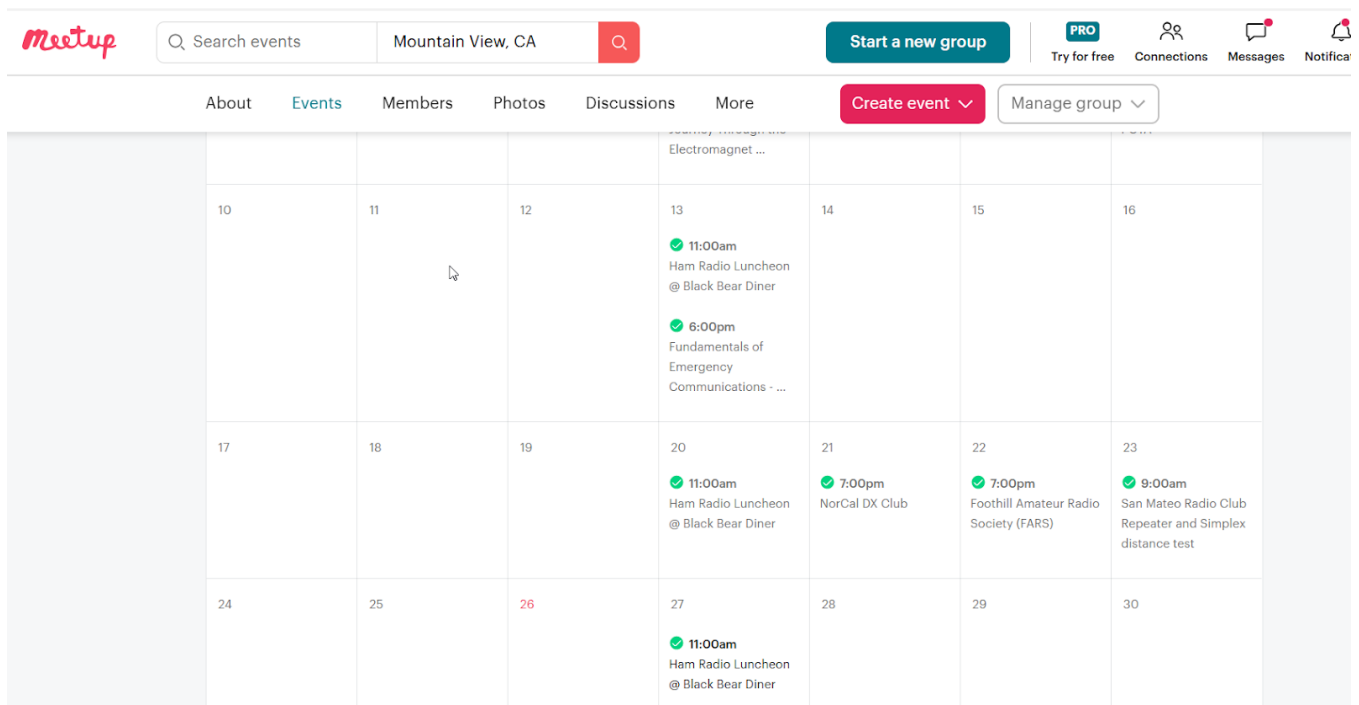 Meetup
Search events
Mountain View, CA
Start a new group
PRO
Try for free
Connections
Messages
Notificat
About
Events
Members
Photos
Discussions
More
Create event
Manage group
Journey Through the
Electromagnet ...
10
11
12
13
14
15
16
11:00am
Ham Radio Luncheon
@ Black Bear Diner
6:00pm
Fundamentals of
Emergency
Communications - ...
17
18
19
20
21
22
23
11:00am
Ham Radio Luncheon
@ Black Bear Diner
7:00pm
NorCal DX Club
7:00pm
Foothill Amateur Radio
Society (FARS)
9:00am
San Mateo Radio Club
Repeater and Simplex
distance test
24
25
26
27
28
29
30
11:00am
Ham Radio Luncheon
@ Black Bear Diner